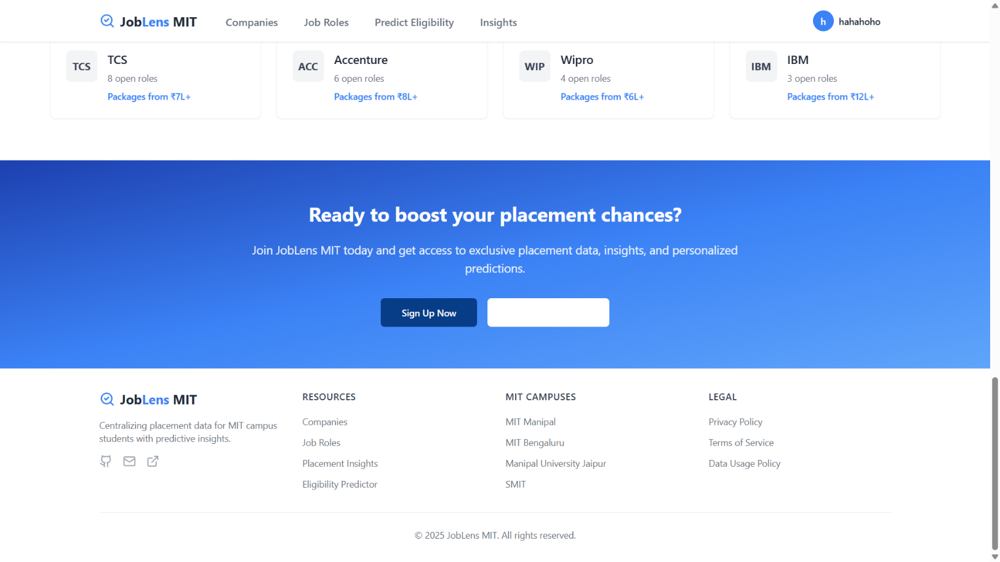 JobLens MIT
Companies
Job Roles
Predict Eligibility
Insights
h
hahahoho
TCS
TCS
8 open roles
Packages from ₹7L+
ACC
Accenture
6 open roles
Packages from ₹8L+
WIP
Wipro
4 open roles
Packages from ₹6L+
IBM
IBM
3 open roles
Packages from ₹12L+
Ready to boost your placement chances?
Join JobLens MIT today and get access to exclusive placement data, insights, and personalized
predictions.
Sign Up Now
JobLens MIT
Centralizing placement data for MIT campus
students with predictive insights.
RESOURCES
Companies
Job Roles
Placement Insights
Eligibility Predictor
MIT CAMPUSES
MIT Manipal
MIT Bengaluru
Manipal University Jaipur
SMIT
LEGAL
Privacy Policy
Terms of Service
Data Usage Policy
© 2025 JobLens MIT. All rights reserved.